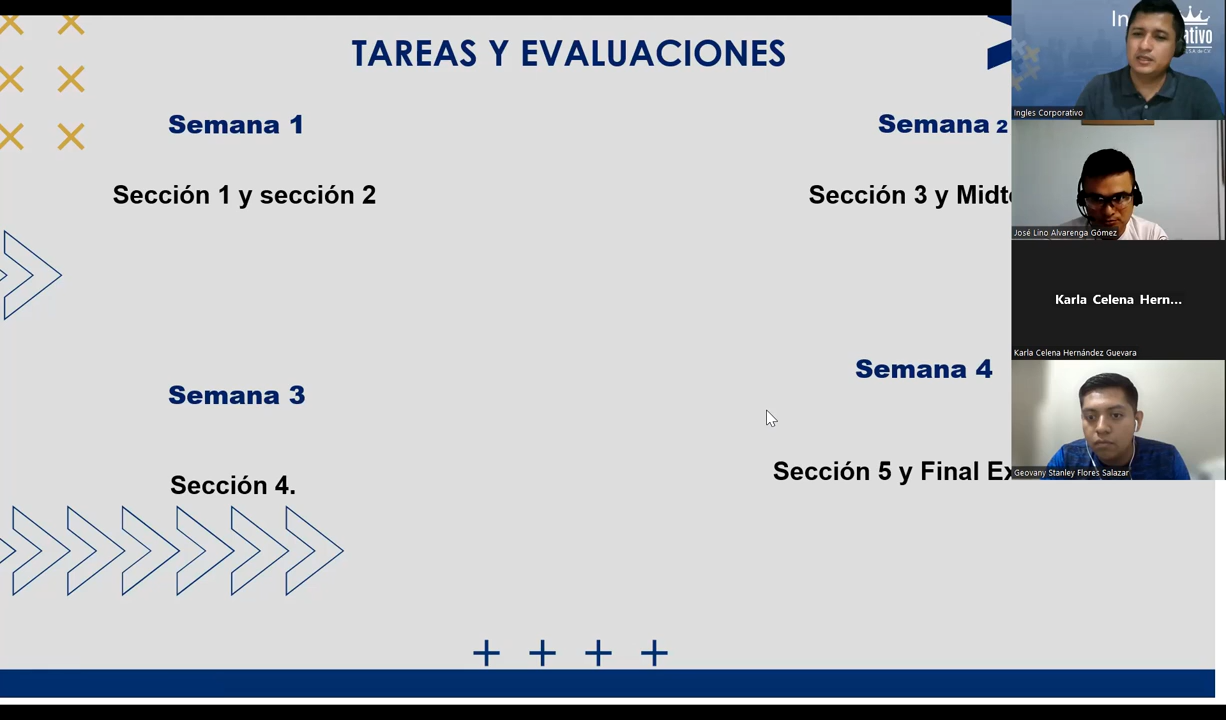 TAREAS Y EVALUACIONES
Semana 1
Semana 2
Sección 1 y sección 2
Sección 3 y
Semana 3
Semana 4
Sección 4.
Sección 5 y Final
Ingles Corporativo
José Lino Alvarenga Gómez
Karla Celena Hern...
Karla Celena Hernández Guevara
Geovany Stanley Flores Salazar